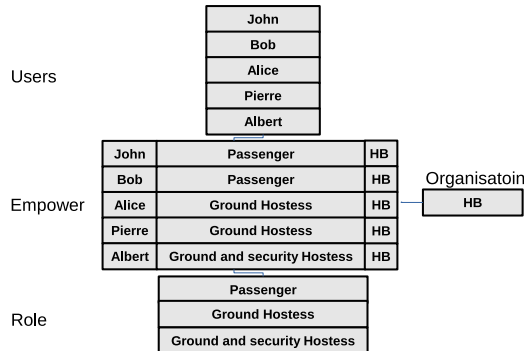 John
Bob
Users
Alice
Pierre
Albert
John Passenger HB
Bob Passenger HB
Organisatoin
Empower
Alice Ground Hostess HB
HB
Pierre Ground Hostess HB
Albert Ground and security Hostess HB
Passenger
Role
Ground Hostess
Ground and security Hostess